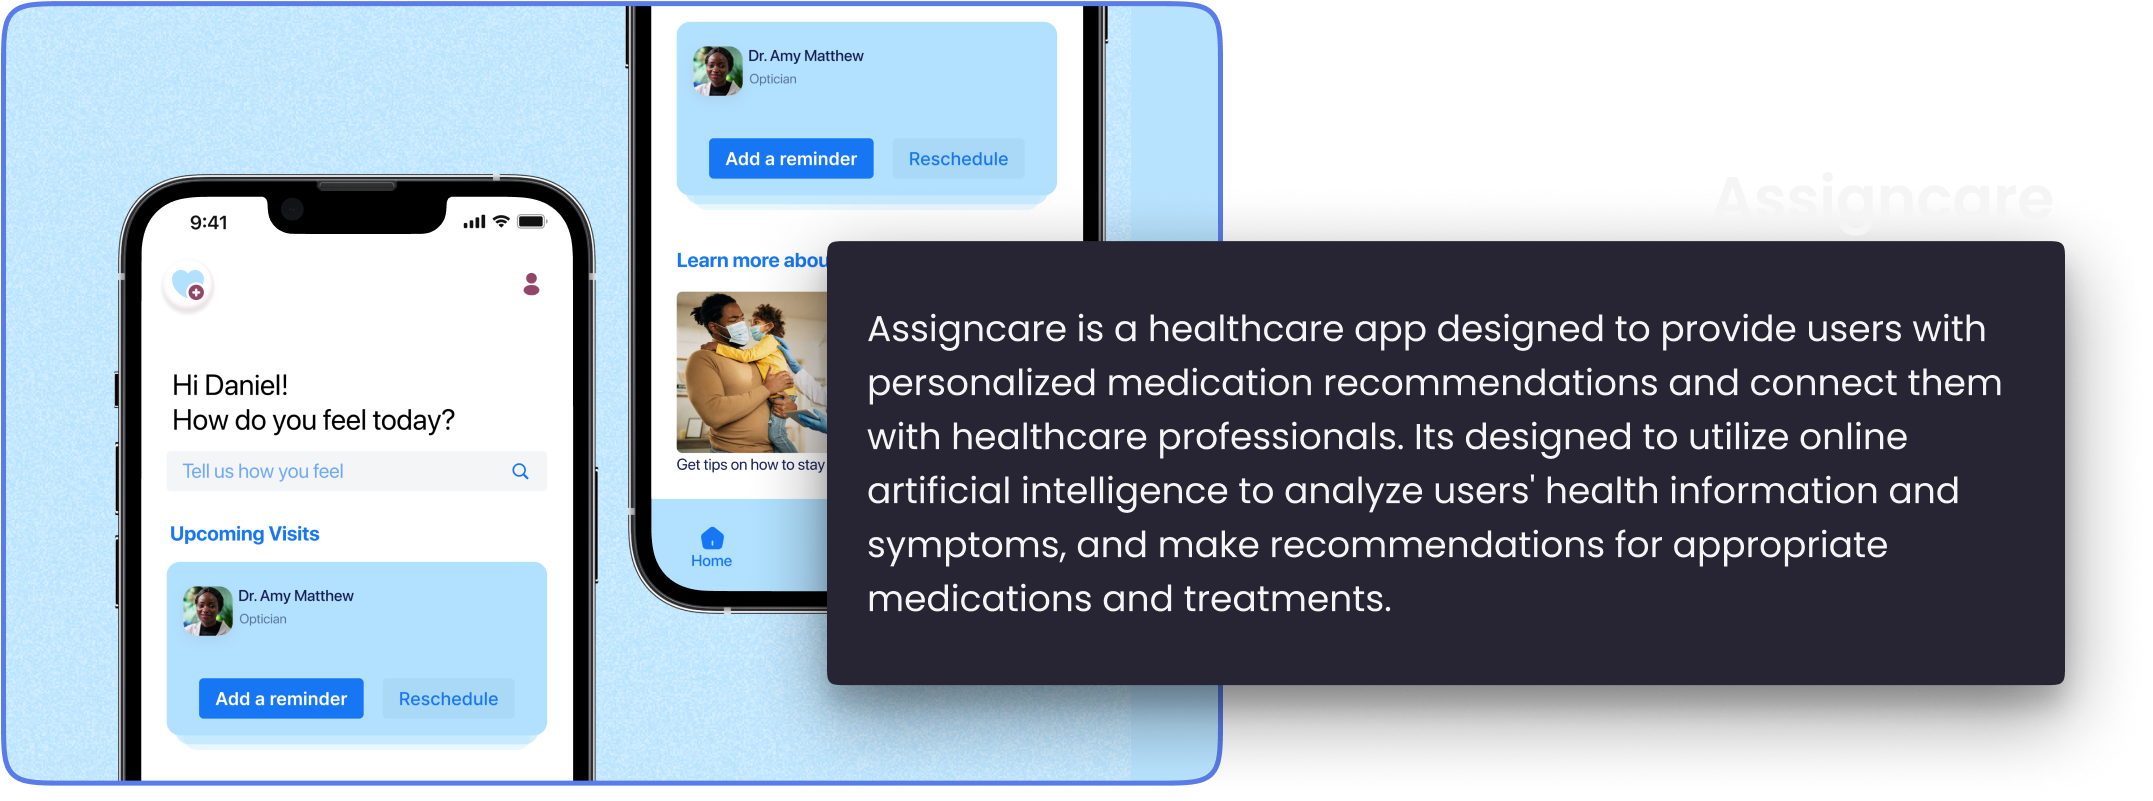 Dr. Amy Matthew
Optician
Add a reminder
Reschedule
Learn more abou
Get tips on how to stay
Home
9:41
Hi Daniel!
How do you feel today?
Tell us how you feel
Upcoming Visits
Dr. Amy Matthew
Optician
Add a reminder
Reschedule
Assigncare
Assigncare is a healthcare app designed to provide users with
personalized medication recommendations and connect them
with healthcare professionals. Its designed to utilize online
artificial intelligence to analyze users' health information and
symptoms, and make recommendations for appropriate
medications and treatments.